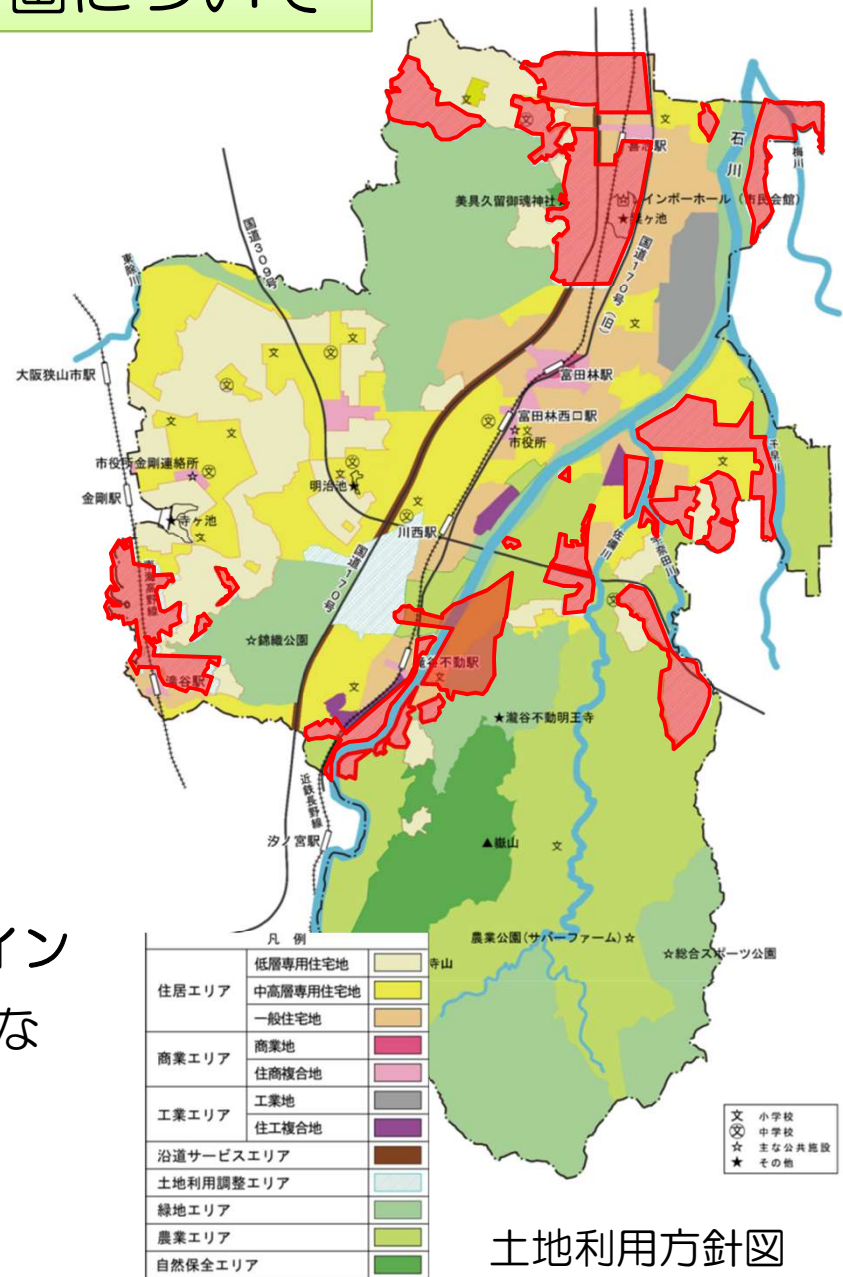 画について
石川
梅川
喜志駅
美具久留御魂神社
レインボーホール（市民会館）
★粟ヶ池
国道309号
国道170号（旧）
東除川
文
大阪狭山市駅
富田林駅
富田林西口駅
☆文
市役所
市役所金剛連絡所
☆
金剛駅
明治池★
★寺ヶ池
川西駅
千早川
佐備川
宇奈田川
国道170号
南海高野線
☆錦織公園
滝谷不動駅
滝谷駅
★瀧谷不動明王寺
近鉄長野線
汐ノ宮駅
▲嶽山
文
農業公園(サバーファーム)☆
☆総合スポーツ公園
寺山
イン
な
凡 例
住居エリア
低層専用住宅地
中高層専用住宅地
一般住宅地
商業エリア
商業地
住商複合地
工業エリア
工業地
住工複合地
沿道サービスエリア
土地利用調整エリア
緑地エリア
農業エリア
自然保全エリア
文 小学校
㊛ 中学校
☆ 主な公共施設
★ その他
土地利用方針図